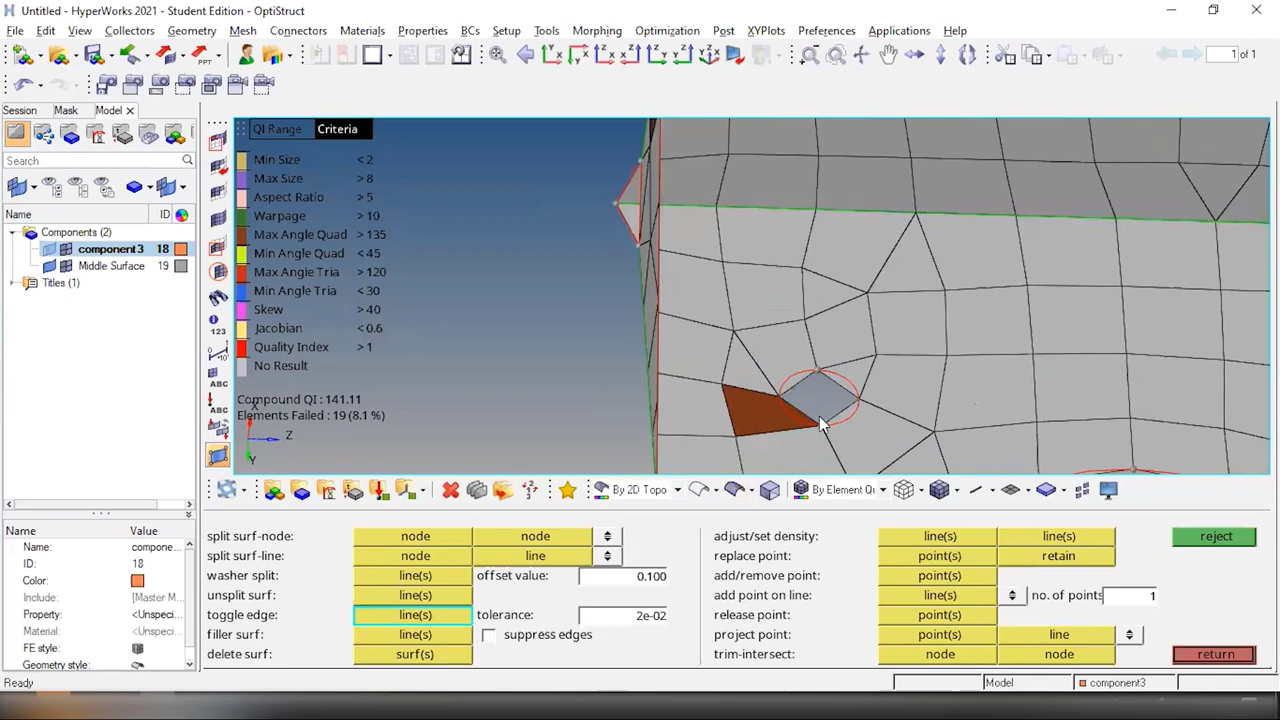 Untitled - HyperWorks 2021 - Student Edition - OptiStruct
File Edit View Collectors Geometry Mesh Connectors Materials Properties BCs Setup Tools Morphing Optimization Post XYPlots Preferences Applications Help
PPT
1 of 1
Session Mask Model
Search
Name ID
Components (2)
component3 18
Middle Surface 19
Titles (1)
Name Value
Name: compone...
ID: 18
Color:
Include: [Master M
Property: <Unspeci
Material: <Unspeci
FE style:
Geometry style:
123
ABC
ABC
QI Range Criteria
Min Size < 2
Max Size > 8
Aspect Ratio > 5
Warpage > 10
Max Angle Quad > 135
Min Angle Quad < 45
Max Angle Tria > 120
Min Angle Tria < 30
Skew > 40
Jacobian < 0.6
Quality Index > 1
No Result
Compound QI : 141.11
Elements Failed : 19 (8.1 %)
X
Z
Y
By 2D Topo By Element Qu
split surf-node: node node adjust/set density: line(s) line(s) reject
split surf-line: node line replace point: point(s) retain
washer split: line(s) offset value: 0.100 add/remove point: point(s)
unsplit surf: line(s) add point on line: line(s) no. of points 1
toggle edge: line(s) tolerance: 2e-02 release point: point(s)
filler surf: line(s) suppress edges project point: point(s) line
delete surf: surf(s) trim-intersect: node node return
Ready Model component3